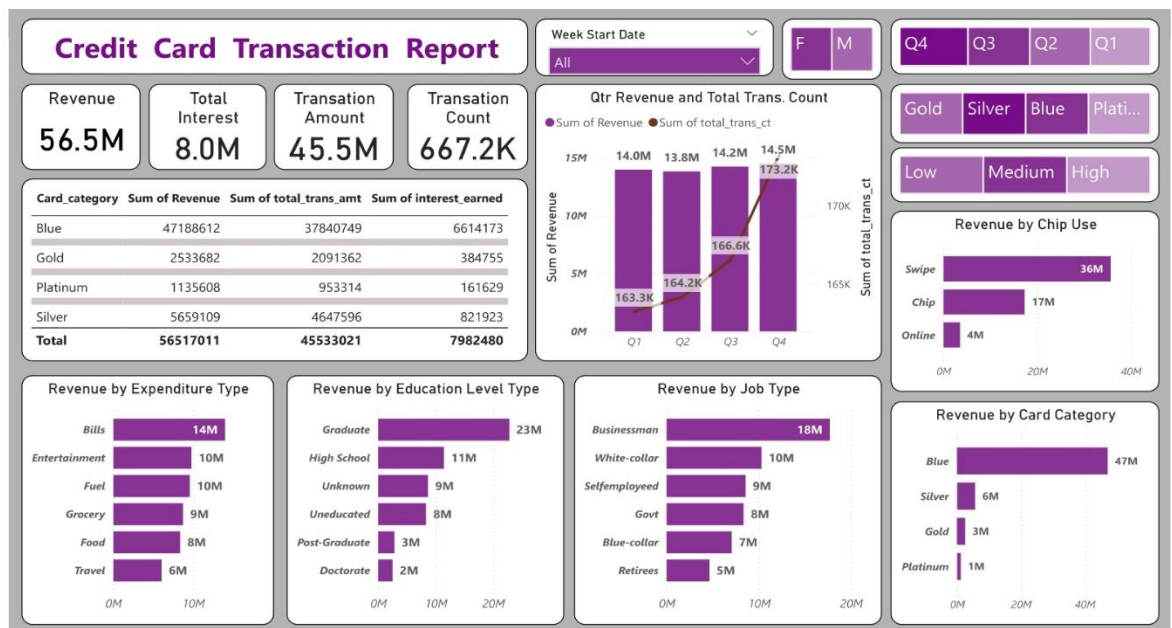 Credit Card Transaction Report
Week Start Date
All
F M
Q4 Q3 Q2 Q1
Revenue
56.5M
Total
Interest
8.0M
Transation
Amount
45.5M
Transation
Count
667.2K
Gold Silver Blue Plati...
Low Medium High
Card_category Sum of Revenue Sum of total_trans_amt Sum of interest_earned
Blue 47188612 37840749 6614173
Gold 2533682 2091362 384755
Platinum 1135608 953314 161629
Silver 5659109 4647596 821923
Total 56517011 45533021 7982480
Qtr Revenue and Total Trans. Count
Sum of Revenue Sum of total_trans_ct
Sum of Revenue
15M
10M
5M
0M
14.0M 13.8M 14.2M 14.5M
163.3K 164.2K 166.6K 173.2K
Q1 Q2 Q3 Q4
170K
165K
Sum of total_trans_ct
Revenue by Chip Use
Swipe 36M
Chip 17M
Online 4M
0M 20M 40M
Revenue by Expenditure Type
Bills 14M
Entertainment 10M
Fuel 10M
Grocery 9M
Food 8M
Travel 6M
0M 10M
Revenue by Education Level Type
Graduate 23M
High School 11M
Unknown 9M
Uneducated 8M
Post-Graduate 3M
Doctorate 2M
0M 10M 20M
Revenue by Job Type
Businessman 18M
White-collar 10M
Selfemployeed 9M
Govt 8M
Blue-collar 7M
Retirees 5M
0M 10M 20M
Revenue by Card Category
Blue 47M
Silver 6M
Gold 3M
Platinum 1M
0M 20M 40M